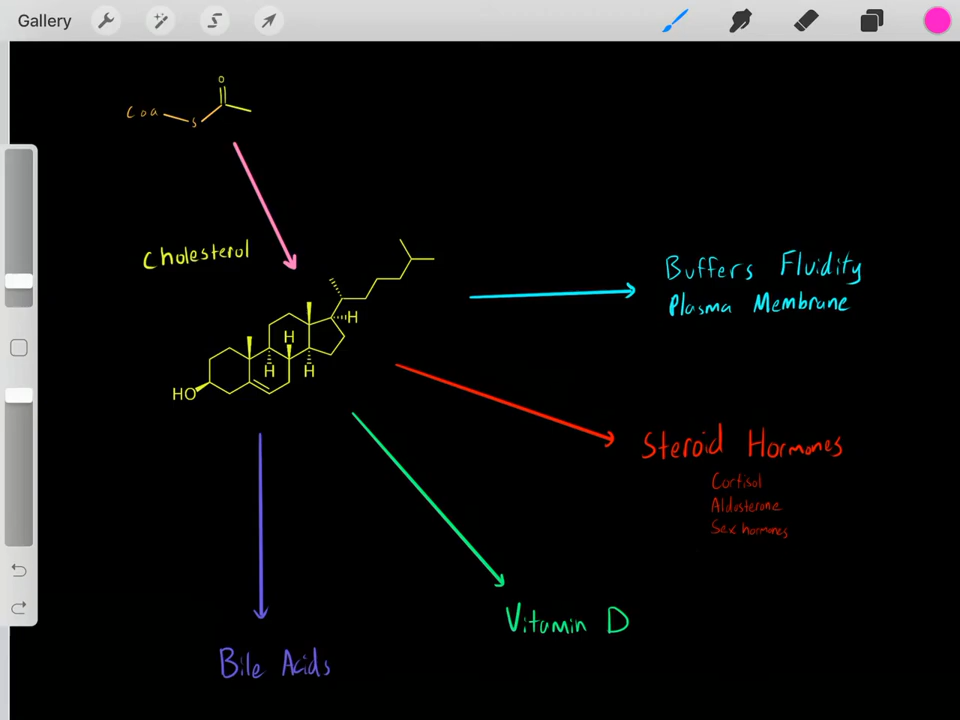 Gallery
O
Coa
S
Cholesterol
Buffers Fluidity
Plasma Membrane
H
H
H
H
HO
Steroid Hormones
Cortisol
Aldosterone
Sex hormones
Vitamin D
Bile Acids